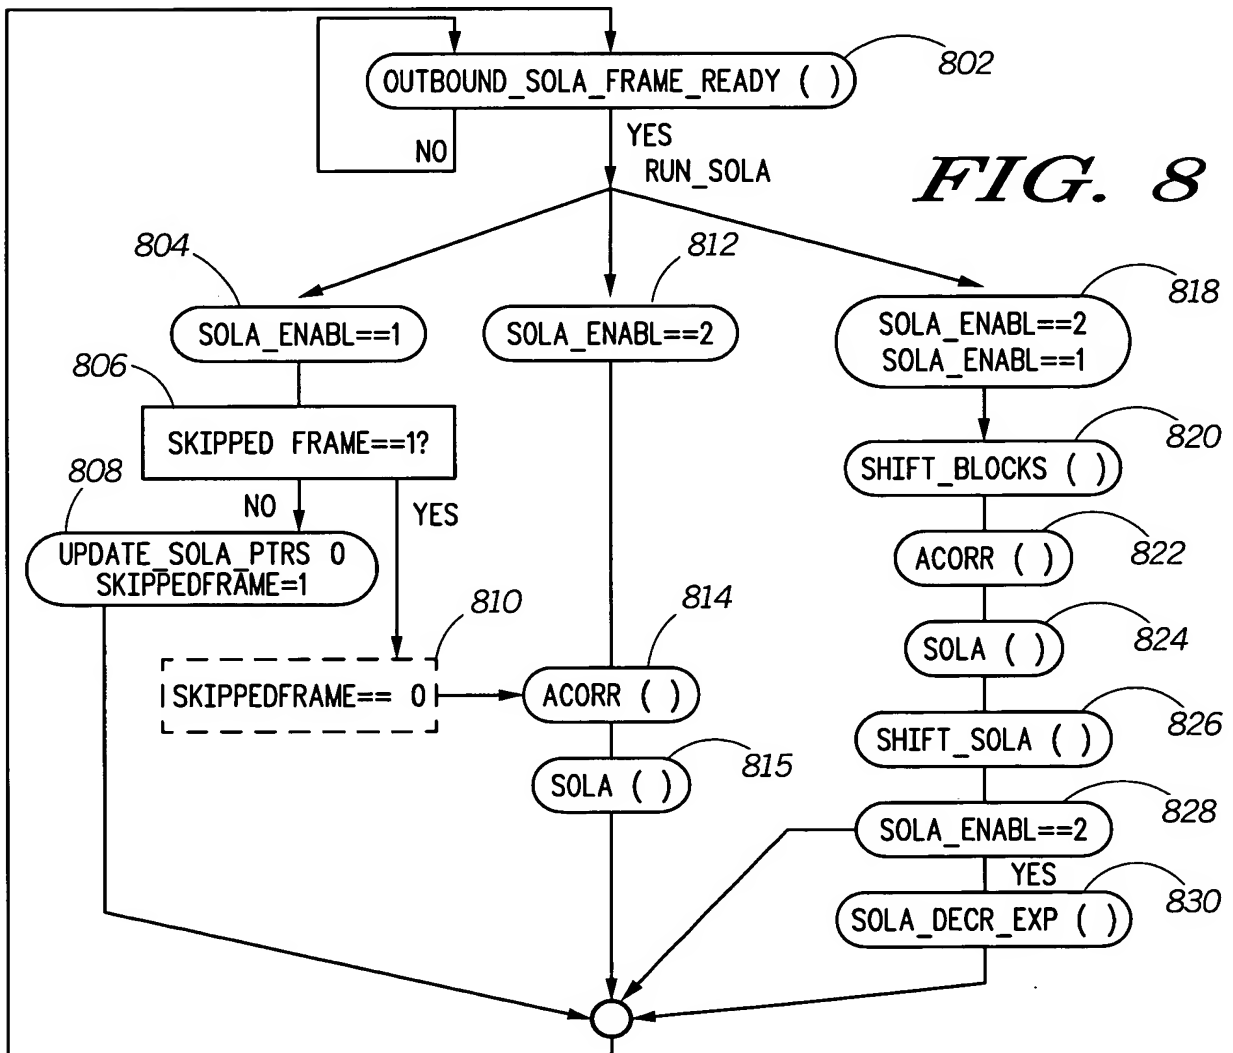 OUTBOUND_SOLA_FRAME_READY ( )
802
NO
YES
RUN_SOLA
FIG. 8
804
SOLA_ENABL==1
812
SOLA_ENABL==2
818
SOLA_ENABL==2
SOLA_ENABL==1
806
SKIPPED FRAME==1?
NO
YES
808
UPDATE_SOLA_PTRS 0
SKIPPEDFRAME=1
810
SKIPPEDFRAME== 0
814
ACORR ( )
815
SOLA ( )
820
SHIFT_BLOCKS ( )
822
ACORR ( )
824
SOLA ( )
826
SHIFT_SOLA ( )
828
SOLA_ENABL==2
YES
830
SOLA_DECR_EXP ( )